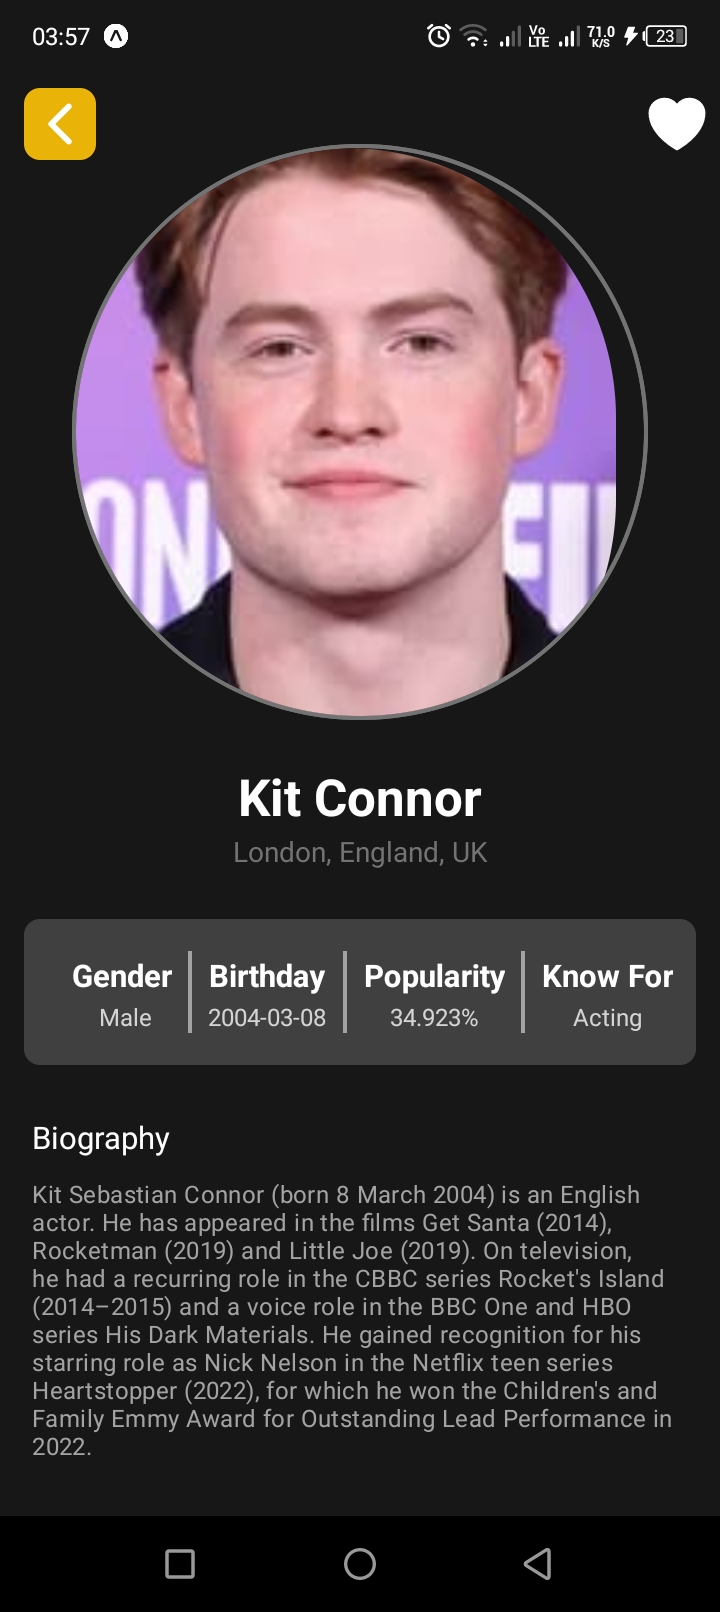 03:57 Vo LTE 71.0 K/S 23
ON FI
Kit Connor
London, England, UK
Gender Birthday Popularity Know For
Male 2004-03-08 34.923% Acting
Biography
Kit Sebastian Connor (born 8 March 2004) is an English
actor. He has appeared in the films Get Santa (2014),
Rocketman (2019) and Little Joe (2019). On television,
he had a recurring role in the CBBC series Rocket's Island
(2014–2015) and a voice role in the BBC One and HBO
series His Dark Materials. He gained recognition for his
starring role as Nick Nelson in the Netflix teen series
Heartstopper (2022), for which he won the Children's and
Family Emmy Award for Outstanding Lead Performance in
2022.